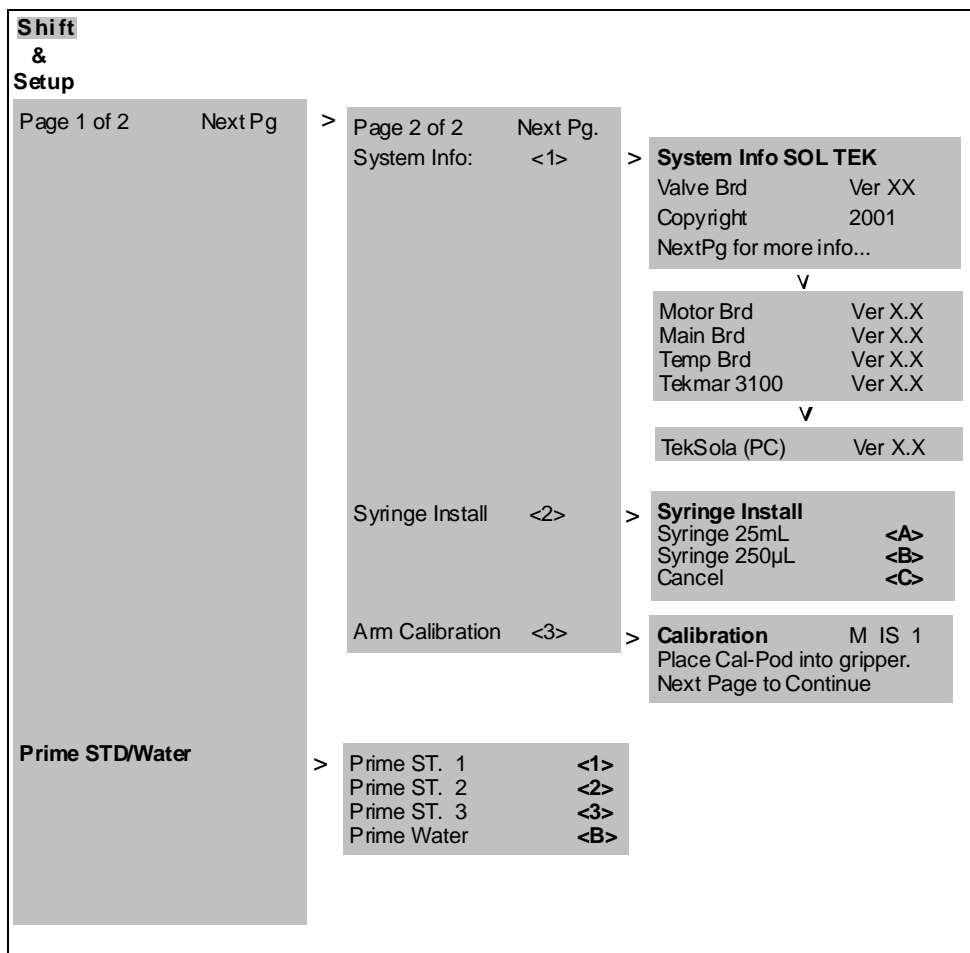 Shift
&
Setup
Page 1 of 2 Next Pg >
Page 2 of 2 Next Pg.
System Info: <1> >
System Info SOL TEK
Valve Brd Ver XX
Copyright 2001
NextPg for more info...
Motor Brd Ver X.X
Main Brd Ver X.X
Temp Brd Ver X.X
Tekmar 3100 Ver X.X
TekSola (PC) Ver X.X
Syringe Install <2> >
Syringe Install
Syringe 25mL <A>
Syringe 250µL <B>
Cancel <C>
Arm Calibration <3> >
Calibration M IS 1
Place Cal-Pod into gripper.
Next Page to Continue
Prime STD/Water >
Prime ST. 1 <1>
Prime ST. 2 <2>
Prime ST. 3 <3>
Prime Water <B>